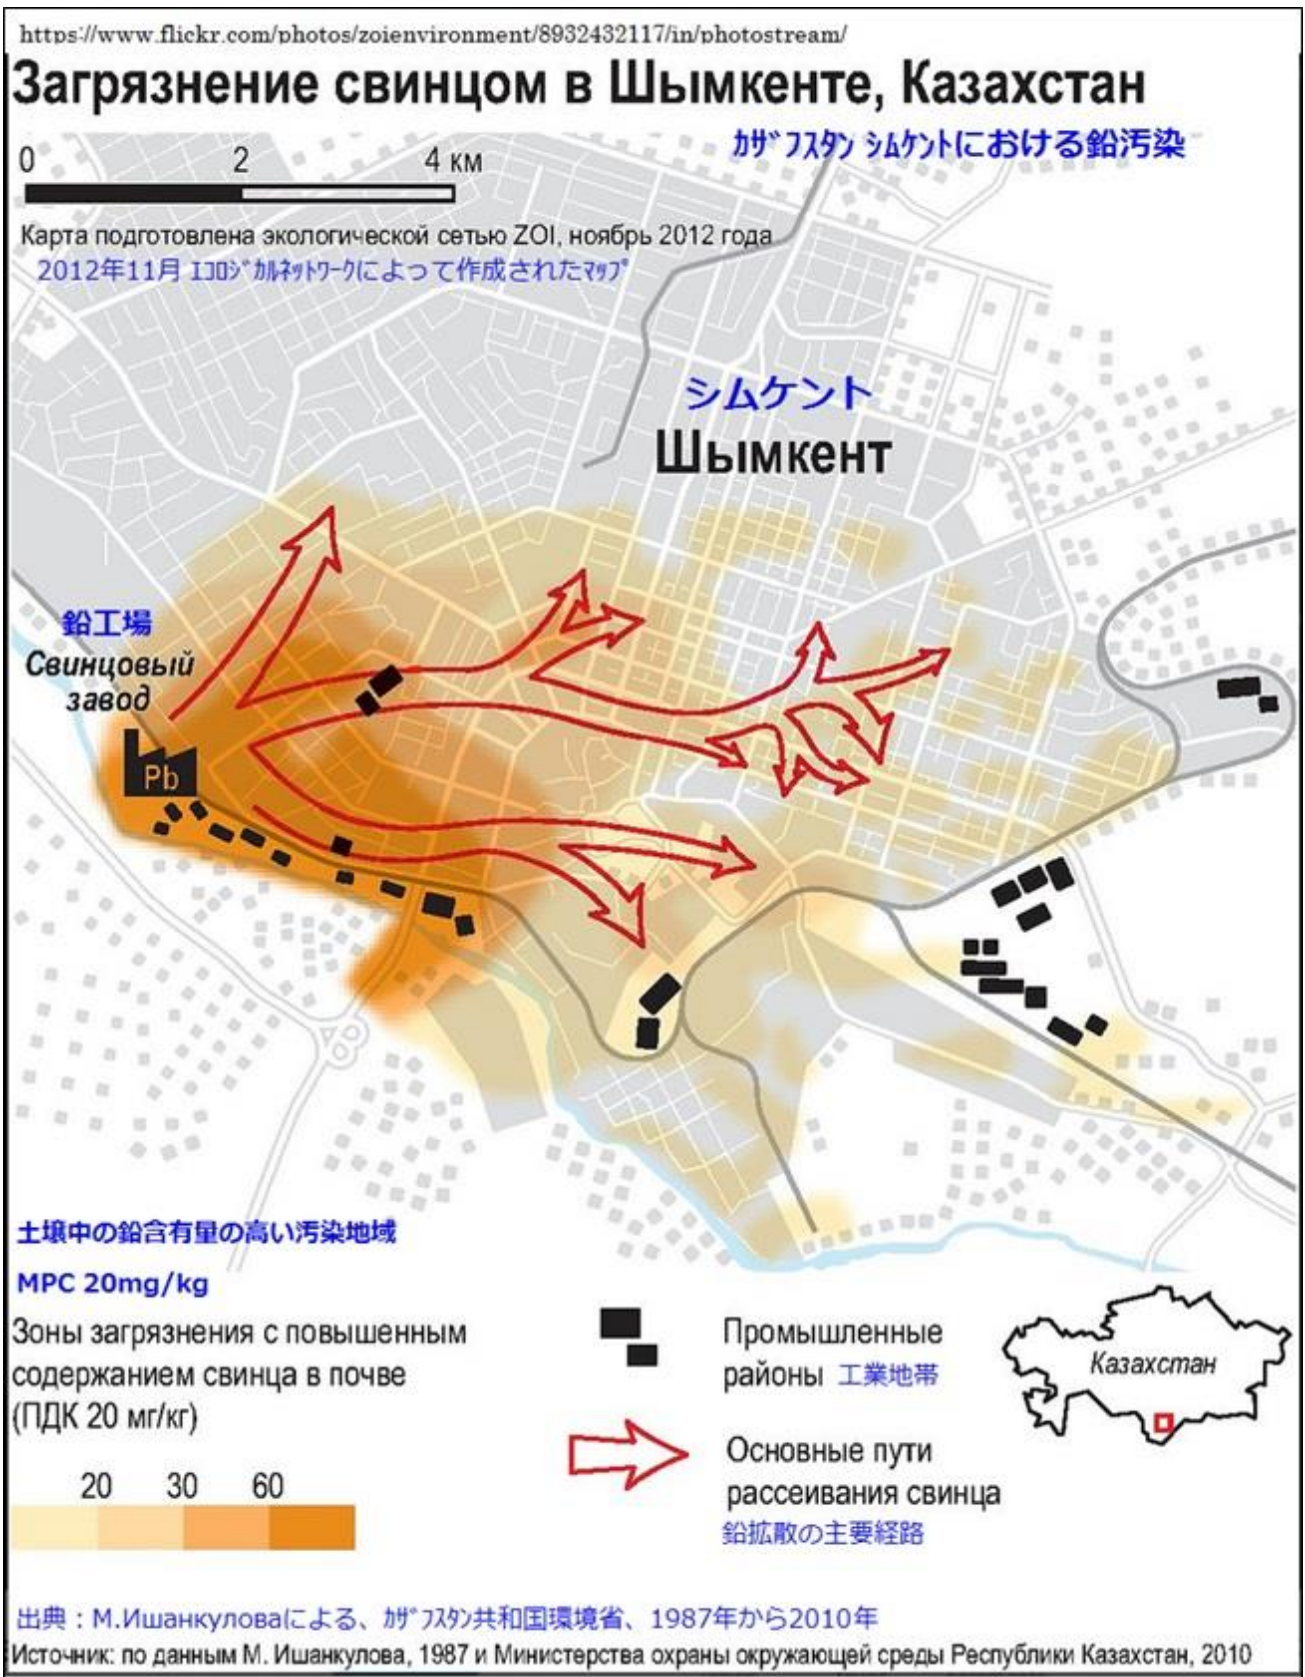 https://www.flickr.com/photos/zoienvironment/8932432117/in/photostream/
Загрязнение свинцом в Шымкенте, Казахстан
ｶｻﾞﾌｽﾀﾝ ｼﾑｹﾝﾄにおける鉛汚染
0 2 4 км
Карта подготовлена экологической сетью ZOI, ноябрь 2012 года
2012年11月 ｴｺﾛｼﾞｶﾙﾈｯﾄﾜｰｸによって作成されたﾏｯﾌﾟ
シムケント
Шымкент
鉛工場
Свинцовый
завод
Pb
土壌中の鉛含有量の高い汚染地域
MPC 20mg/kg
Зоны загрязнения с повышенным
содержанием свинца в почве
(ПДК 20 мг/кг)
20 30 60
Промышленные
районы 工業地帯
Основные пути
рассеивания свинца
鉛拡散の主要経路
Казахстан
出典：М.Ишанкуловаによる、ｶｻﾞﾌｽﾀﾝ共和国環境省、1987年から2010年
Источник: по данным М. Ишанкулова, 1987 и Министерства охраны окружающей среды Республики Казахстан, 2010